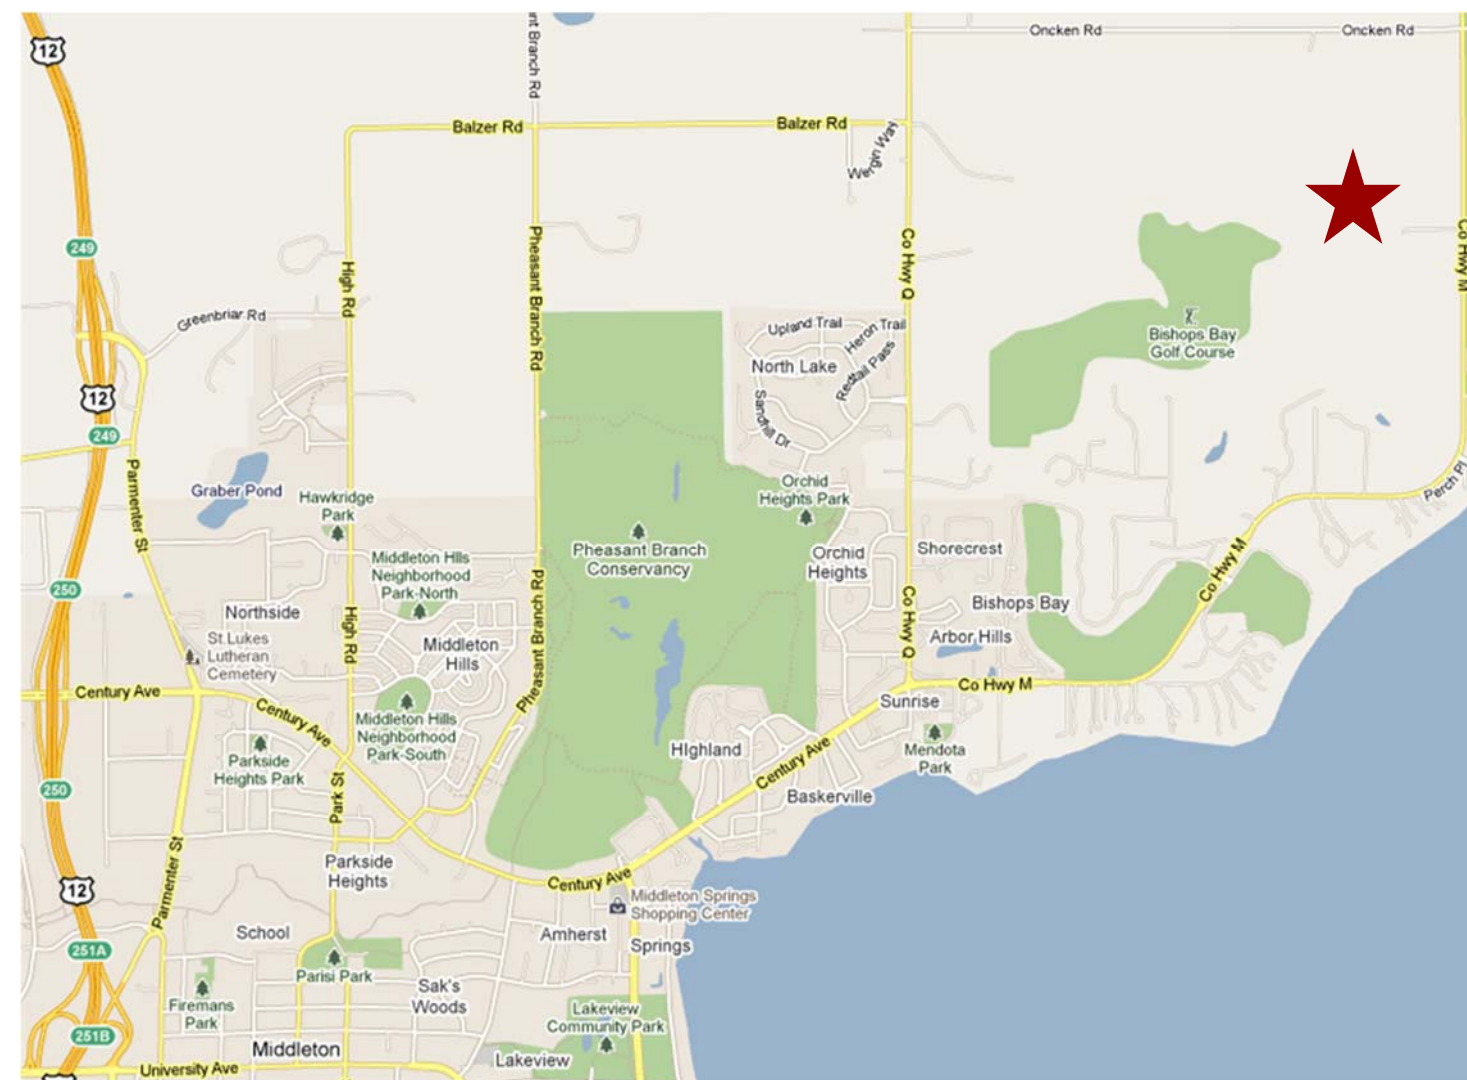 12
nt Branch Rd
Oncken Rd
Oncken Rd
Balzer Rd
Balzer Rd
Wergin Way
249
Co Hwy Q
Co Hwy M
High Rd
Pheasant Branch Rd
Greenbriar Rd
Upland Trail
Heron Trail
Bishops Bay
Golf Course
North Lake
Redtail Pass
12
Sandhill Dr
249
Parmenter St
Graber Pond
Hawkridge
Park
Orchid
Heights Park
Perch Pl
Pheasant Branch
Conservancy
Orchid
Heights
Shorecrest
Middleton Hlls
Neighborhood
Park-North
Co Hwy M
250
Northside
High Rd
Pheasant Branch Rd
Co Hwy Q
Bishops Bay
St.Lukes
Lutheran
Cemetery
Middleton
Hills
Arbor Hills
Century Ave
Co Hwy M
Century Ave
Sunrise
Middleton Hills
Neighborhood
Park-South
HIghland
Mendota
Park
Parkside
Heights Park
Century Ave
250
Park St
Baskerville
Parmenter St
Parkside
Heights
12
Century Ave
Middleton Springs
Shopping Center
School
Amherst
Springs
251A
Parisi Park
Sak's
Woods
Firemans
Park
Lakeview
Community Park
251B
Middleton
Lakeview
University Ave